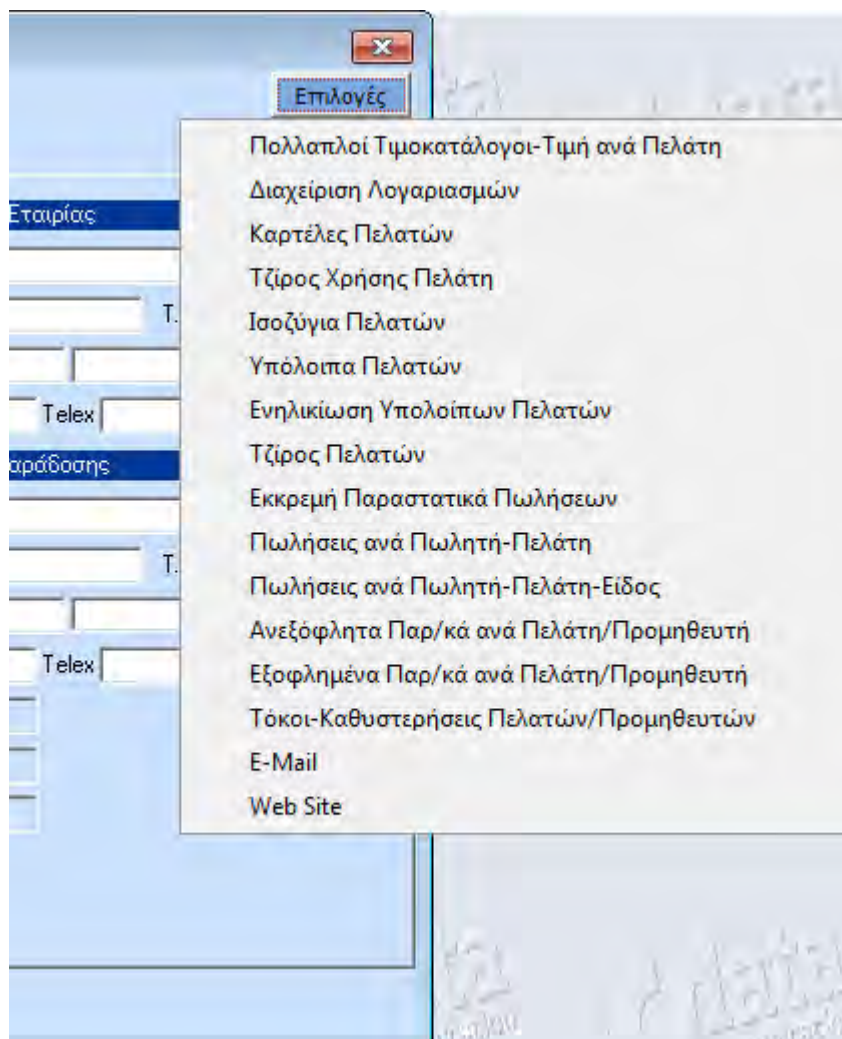 Επιλογές
Πολλαπλοί Τιμοκατάλογοι-Τιμή ανά Πελάτη
Διαχείριση Λογαριασμών
Εταιρίας
Καρτέλες Πελατών
Τζίρος Χρήσης Πελάτη
Τ.
Ισοζύγια Πελατών
Υπόλοιπα Πελατών
Telex
Ενηλικίωση Υπολοίπων Πελατών
Τζίρος Πελατών
αράδοσης
Εκκρεμή Παραστατικά Πωλήσεων
Πωλήσεις ανά Πωλητή-Πελάτη
Τ.
Πωλήσεις ανά Πωλητή-Πελάτη-Είδος
Ανεξόφλητα Παρ/κά ανά Πελάτη/Προμηθευτή
Telex
Εξοφλημένα Παρ/κά ανά Πελάτη/Προμηθευτή
Τόκοι-Καθυστερήσεις Πελατών/Προμηθευτών
E-Mail
Web Site